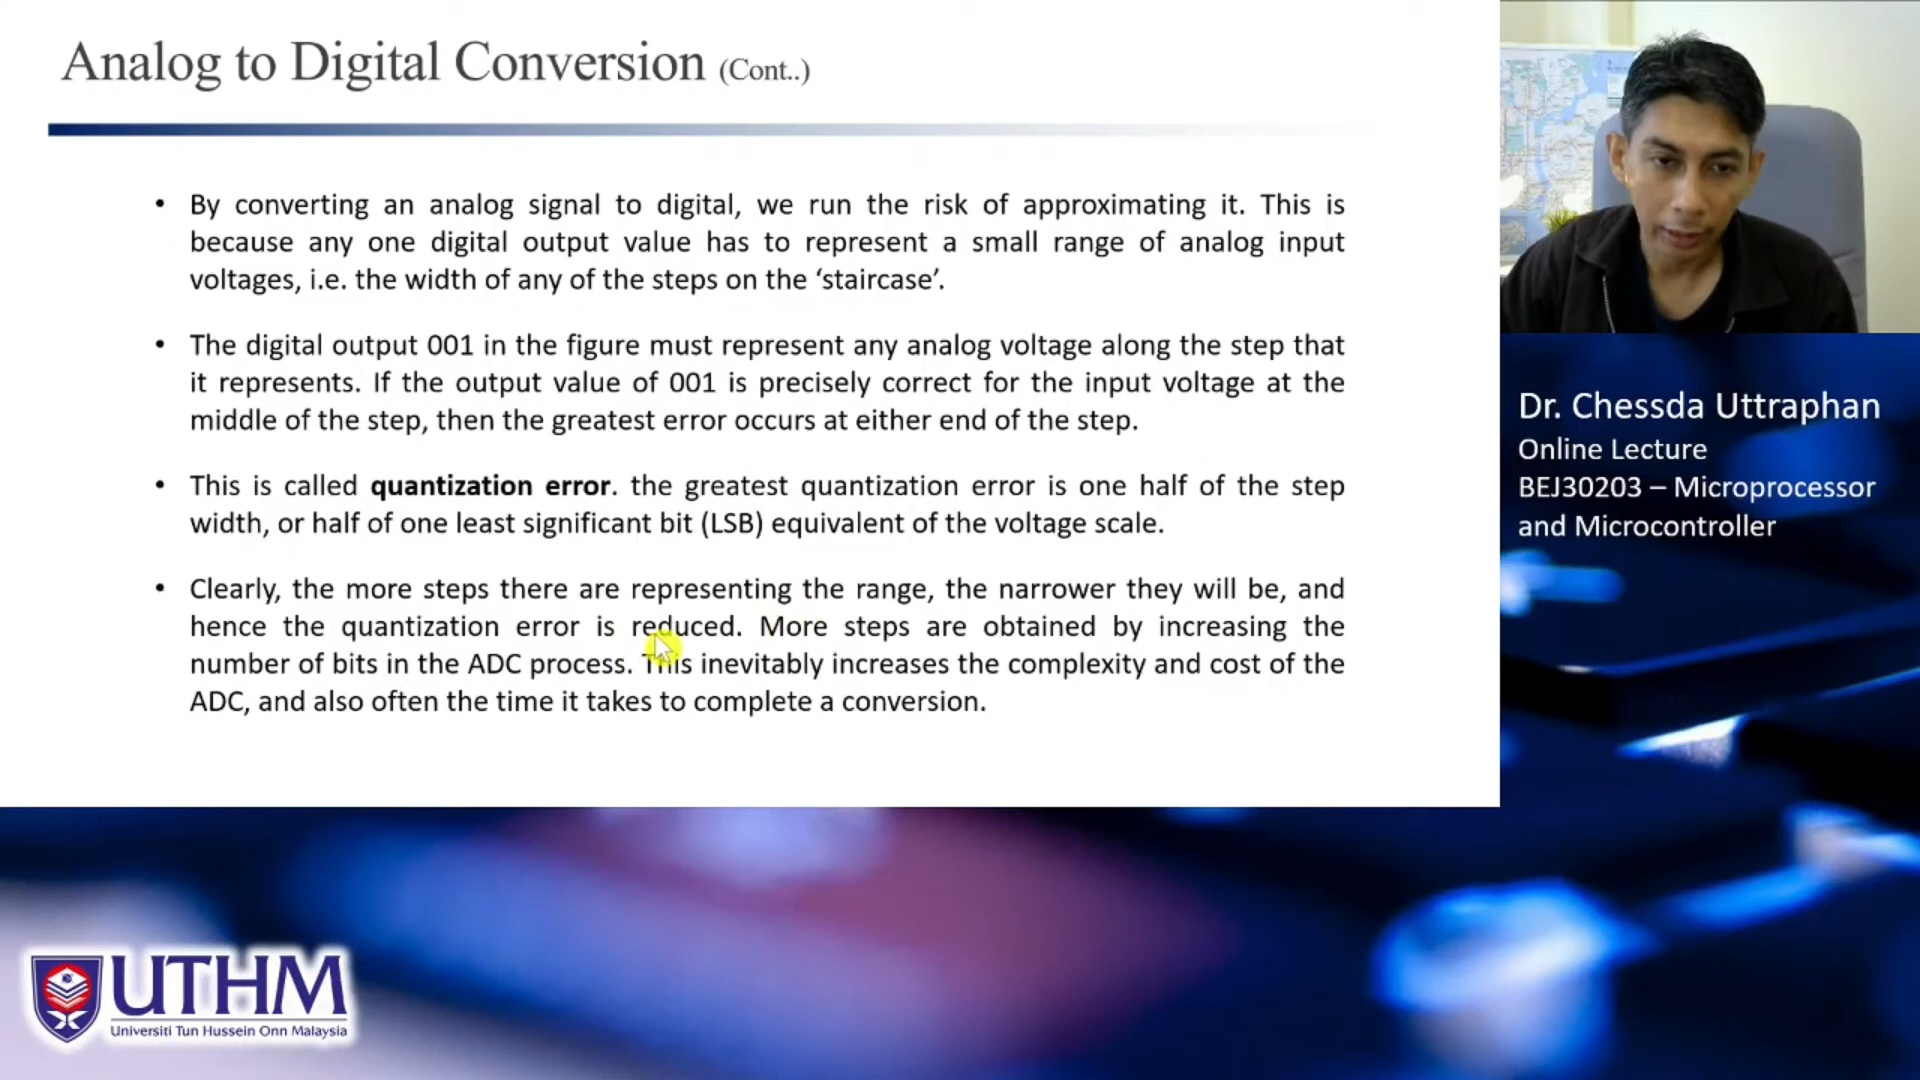 Analog to Digital Conversion (Cont..)
• By converting an analog signal to digital, we run the risk of approximating it. This is
because any one digital output value has to represent a small range of analog input
voltages, i.e. the width of any of the steps on the ‘staircase’.
• The digital output 001 in the figure must represent any analog voltage along the step that
it represents. If the output value of 001 is precisely correct for the input voltage at the
middle of the step, then the greatest error occurs at either end of the step.
• This is called quantization error. the greatest quantization error is one half of the step
width, or half of one least significant bit (LSB) equivalent of the voltage scale.
• Clearly, the more steps there are representing the range, the narrower they will be, and
hence the quantization error is reduced. More steps are obtained by increasing the
number of bits in the ADC process. This inevitably increases the complexity and cost of the
ADC, and also often the time it takes to complete a conversion.
Dr. Chessda Uttraphan
Online Lecture
BEJ30203 – Microprocessor
and Microcontroller
UTHM
Universiti Tun Hussein Onn Malaysia